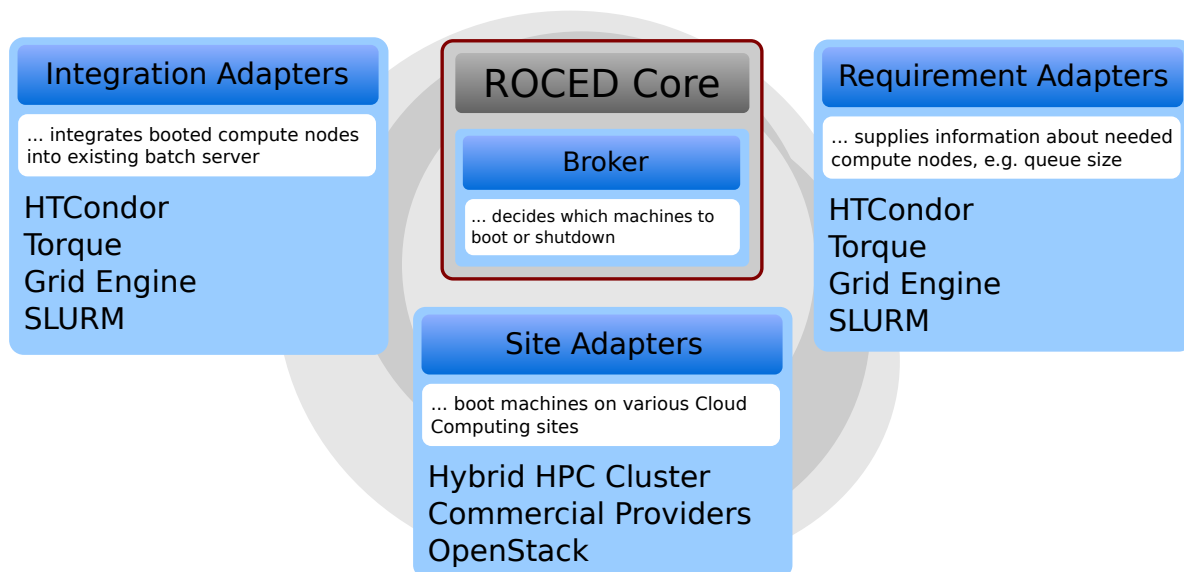 Integration Adapters
... integrates booted compute nodes
into existing batch server
HTCondor
Torque
Grid Engine
SLURM
ROCED Core
Broker
... decides which machines to
boot or shutdown
Requirement Adapters
... supplies information about needed
compute nodes, e.g. queue size
HTCondor
Torque
Grid Engine
SLURM
Site Adapters
... boot machines on various Cloud
Computing sites
Hybrid HPC Cluster
Commercial Providers
OpenStack